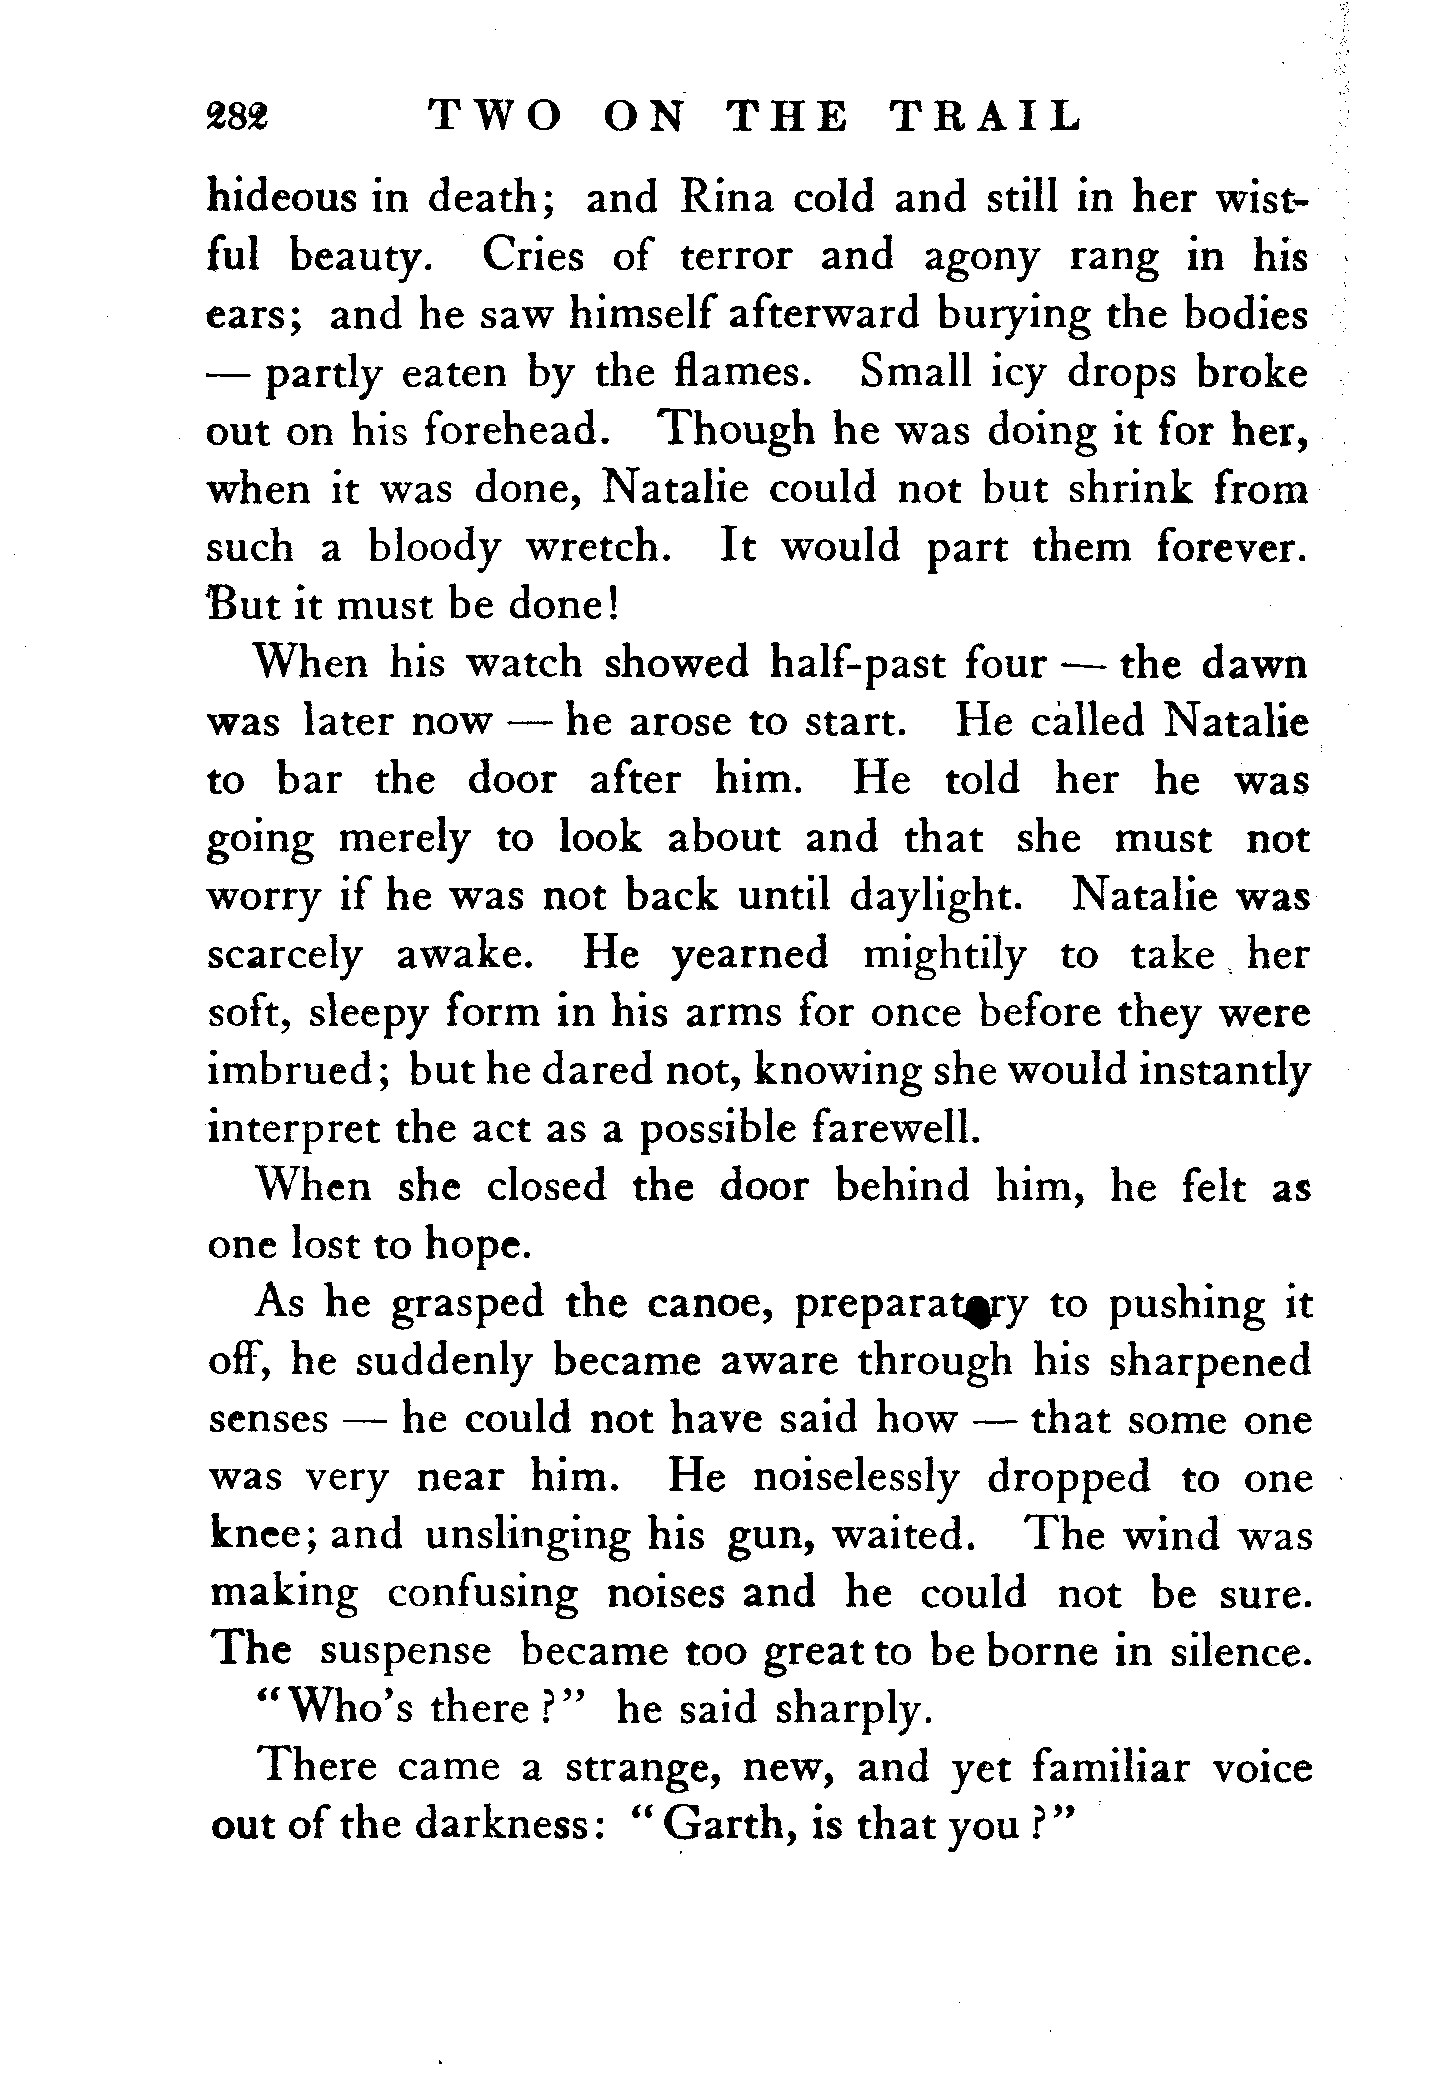 282 TWO ON THE TRAIL
hideous in death; and Rina cold and still in her wist-
ful beauty. Cries of terror and agony rang in his
ears; and he saw himself afterward burying the bodies
— partly eaten by the flames. Small icy drops broke
out on his forehead. Though he was doing it for her,
when it was done, Natalie could not but shrink from
such a bloody wretch. It would part them forever.
But it must be done!
When his watch showed half-past four — the dawn
was later now — he arose to start. He called Natalie
to bar the door after him. He told her he was
going merely to look about and that she must not
worry if he was not back until daylight. Natalie was
scarcely awake. He yearned mightily to take her
soft, sleepy form in his arms for once before they were
imbrued; but he dared not, knowing she would instantly
interpret the act as a possible farewell.
When she closed the door behind him, he felt as
one lost to hope.
As he grasped the canoe, preparatory to pushing it
off, he suddenly became aware through his sharpened
senses — he could not have said how — that some one
was very near him. He noiselessly dropped to one
knee; and unslinging his gun, waited. The wind was
making confusing noises and he could not be sure.
The suspense became too great to be borne in silence.
"Who's there?" he said sharply.
There came a strange, new, and yet familiar voice
out of the darkness: "Garth, is that you?"